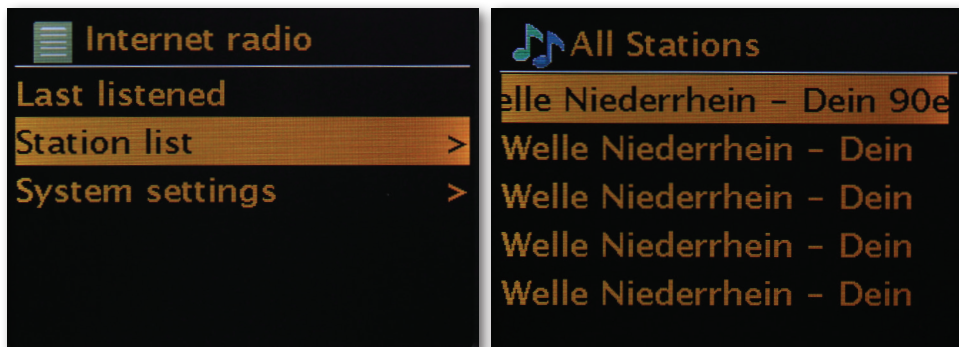 Internet radio
Last listened
Station list >
System settings >
All Stations
elle Niederrhein – Dein 90e
Welle Niederrhein – Dein
Welle Niederrhein – Dein
Welle Niederrhein – Dein
Welle Niederrhein – Dein